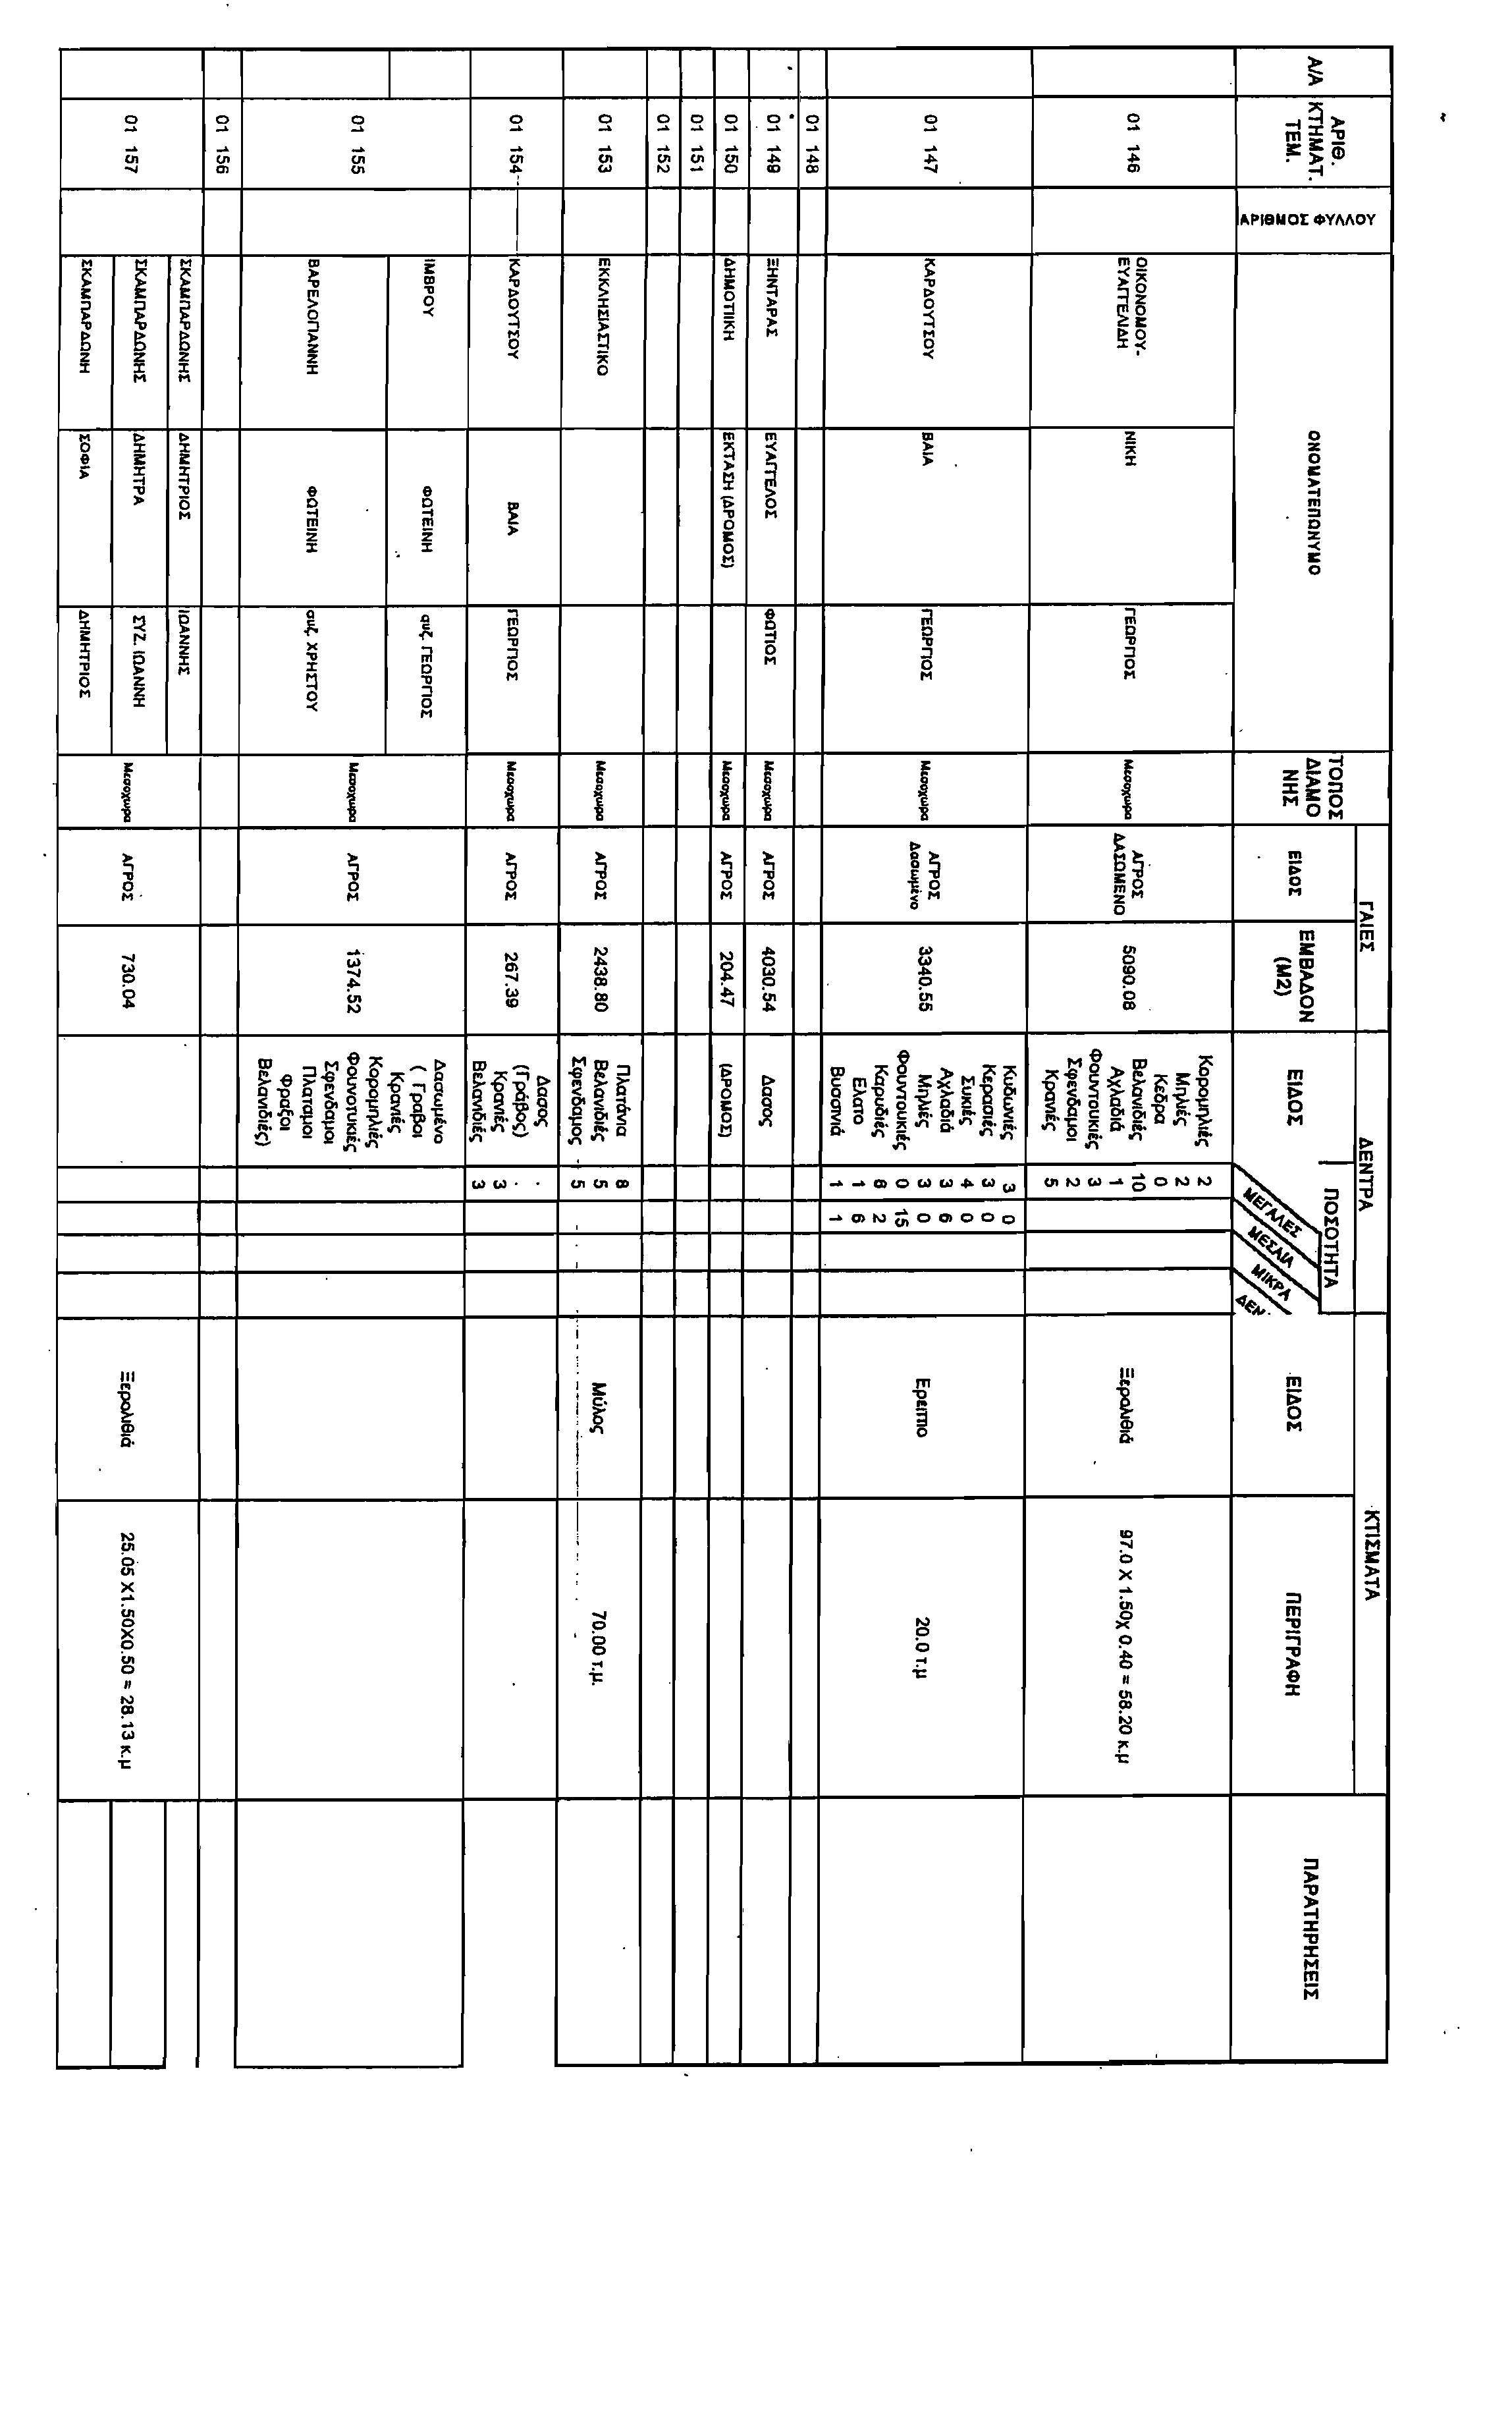 Α/Α
ΑΡΙΘ.
ΚΤΗΜΑΤ.
ΤΕΜ.
ΑΡΙΘΜΟΣ ΦΥΛΛΟΥ
ΟΝΟΜΑΤΕΠΩΝΥΜΟ
ΤΟΠΟΣ
ΔΙΑΜΟ
ΝΗΣ
ΓΑΙΕΣ
ΕΙΔΟΣ
ΕΜΒΑΔΟΝ
(Μ2)
ΔΕΝΤΡΑ
ΕΙΔΟΣ
ΠΟΣΟΤΗΤΑ
ΜΕΓΑΛΕΣ
ΜΕΣΑΙΑ
ΜΙΚΡΑ
ΔΕΝ.
ΚΤΙΣΜΑΤΑ
ΕΙΔΟΣ
ΠΕΡΙΓΡΑΦΗ
ΠΑΡΑΤΗΡΗΣΕΙΣ
01 146
ΟΙΚΟΝΟΜΟΥ-
ΕΥΑΓΓΕΛΙΔΗ
ΝΙΚΗ
ΓΕΩΡΓΙΟΣ
Μεσοχωρα
ΑΓΡΟΣ
ΔΑΣΩΜΕΝΟ
5090.08
Κορομηλιές 2
Μηλιές 2
Κέδρα 0
Βελανιδιές 10
Αχλαδιά 1
Φουντουκιές 3
Σφενδαμοι 2
Κρανιές 5
Ξερολιθιά
97.0 Χ 1.50χ 0.40 = 58.20 κ.μ
01 147
ΚΑΡΔΟΥΤΣΟΥ
ΒΑΙΑ
ΓΕΩΡΓΙΟΣ
Μεσοχωρα
ΑΓΡΟΣ
Δασωμένο
3340.55
Κυδωνιές 3 0
Κερασιές 3 0
Συκιές 4 0
Αχλαδιά 3 6
Μηλιές 3 0
Φουντουκιές 0 15
Καρυδιές 8 2
Ελατο 1 6
Βυσσινιά 1 1
Ερειπιο
20.0 τ.μ
01 148
01 149
ΞΗΝΤΑΡΑΣ
ΕΥΑΓΓΕΛΟΣ
ΦΩΤΙΟΣ
Μεσοχωρα
ΑΓΡΟΣ
4030.54
Δασος
01 150
ΔΗΜΟΤΙΙΚΗ
ΕΚΤΑΣΗ (ΔΡΟΜΟΣ)
Μεσοχωρα
ΑΓΡΟΣ
204.47
(ΔΡΟΜΟΣ)
01 151
01 152
01 153
ΕΚΚΛΗΣΙΑΣΤΙΚΟ
Μεσοχωρα
ΑΓΡΟΣ
2438.80
Πλατάνια 8
Βελανιδιές 5
Σφενδαμος 5
Μύλος
70.00 τ.μ.
01 154
ΚΑΡΔΟΥΤΣΟΥ
ΒΑΙΑ
ΓΕΩΡΓΙΟΣ
Μεσοχωρα
ΑΓΡΟΣ
267.39
Δασος
(Γράβος)
Κρανιές 3
Βελανιδιές 3
01 155
ΙΜΒΡΟΥ
ΦΩΤΕΙΝΗ
συζ. ΓΕΩΡΓΙΟΣ
ΒΑΡΕΛΟΓΙΑΝΝΗ
ΦΩΤΕΙΝΗ
συζ. ΧΡΗΣΤΟΥ
Μεσοχωρα
ΑΓΡΟΣ
1374.52
Δασωμένο
( Γραβοι
Κρανιές
Κορομηλιές
Φουνοτυκιές
Σφενδαμοι
Πλαταμοι
Φραξοι
Βελανιδιές)
01 156
01 157
ΣΚΑΜΠΑΡΔΩΝΗΣ
ΔΗΜΗΤΡΙΟΣ
ΙΩΑΝΝΗΣ
ΣΚΑΜΠΑΡΔΩΝΗΣ
ΔΗΜΗΤΡΑ
ΣΥΖ. ΙΩΑΝΝΗ
ΣΚΑΜΠΑΡΔΩΝΗ
ΣΟΦΙΑ
ΔΗΜΗΤΡΙΟΣ
Μεσοχωρα
ΑΓΡΟΣ
730.04
Ξερολιθιά
25.05 Χ1.50Χ0.50 = 28.13 κ.μ